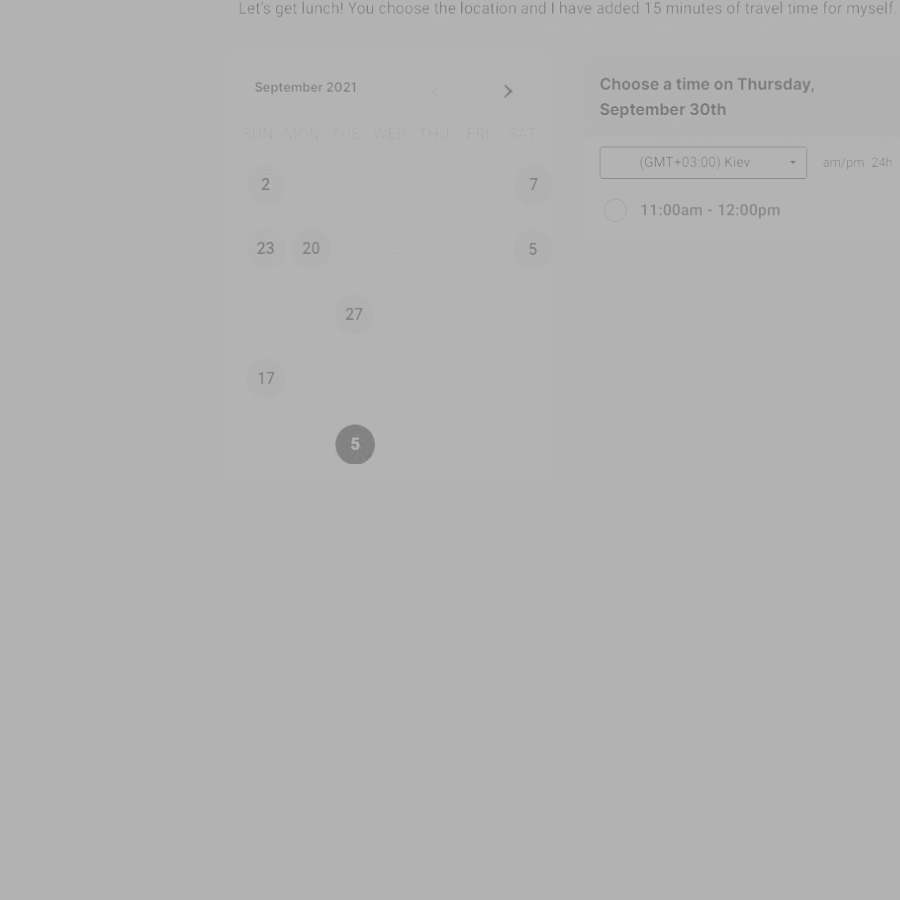 Let's get lunch! You choose the location and I have added 15 minutes of travel time for myself.
September 2021
SUN MON TUE WED THU FRI SAT
2 7
23 20 5
27
17
5
Choose a time on Thursday,
September 30th
(GMT+03:00) Kiev am/pm 24h
11:00am - 12:00pm